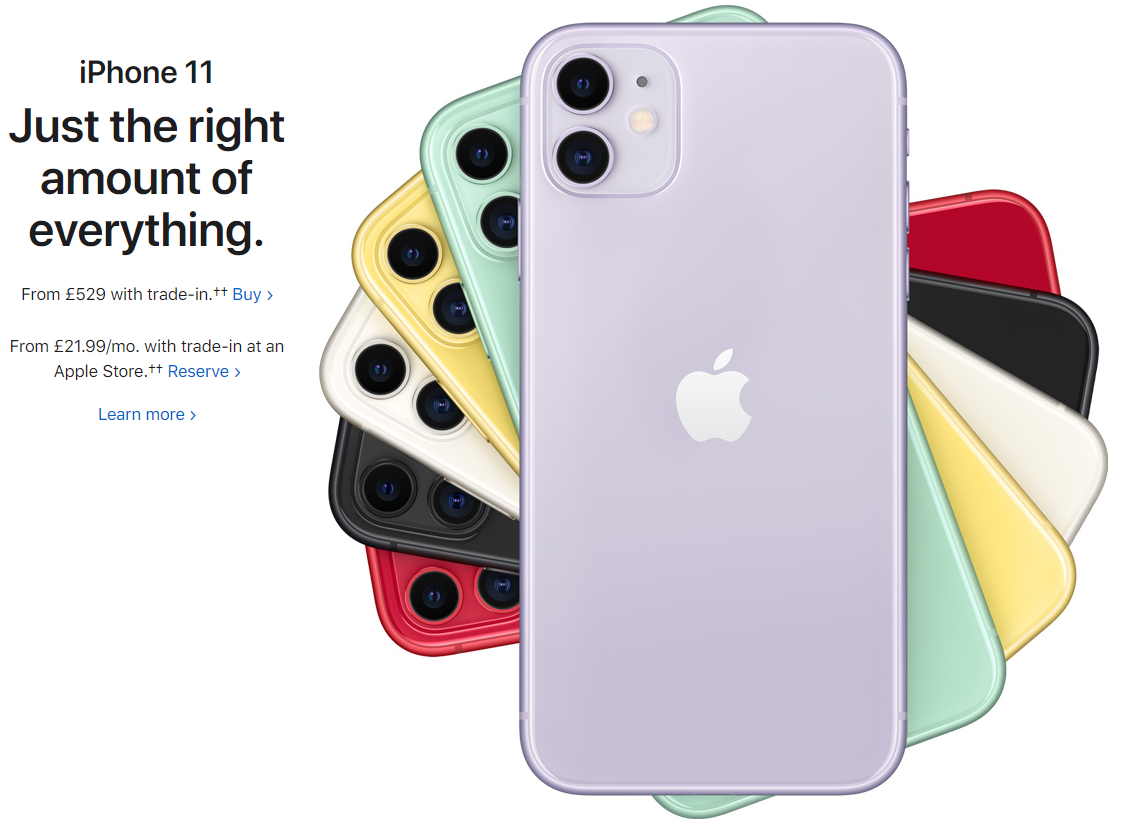 iPhone 11
Just the right
amount of
everything.
From £529 with trade-in.†† Buy ›
From £21.99/mo. with trade-in at an
Apple Store.†† Reserve ›
Learn more ›